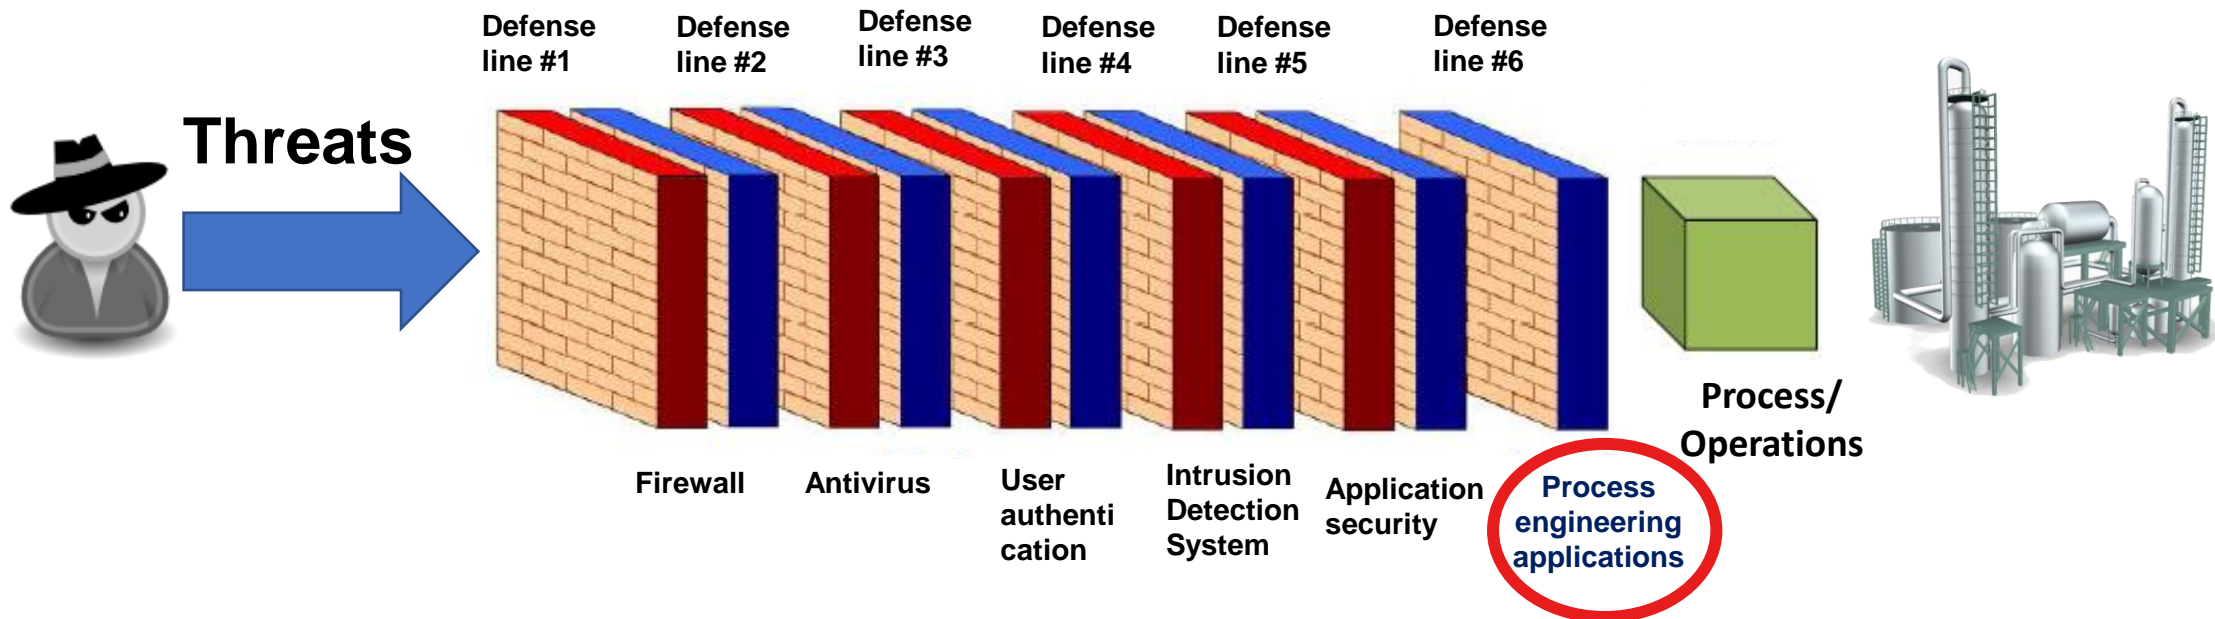 Defense
line #1
Defense
line #2
Defense
line #3
Defense
line #4
Defense
line #5
Defense
line #6
Threats
Firewall
Antivirus
User
authenti
cation
Intrusion
Detection
System
Application
security
Process
engineering
applications
Process/
Operations